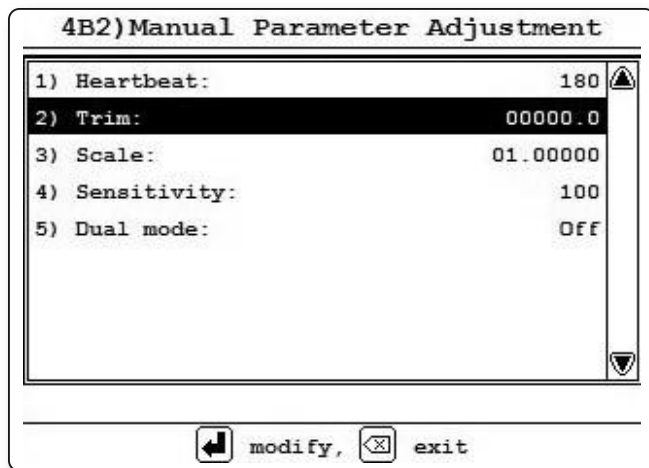 4B2)Manual Parameter Adjustment
1) Heartbeat: 180
2) Trim: 00000.0
3) Scale: 01.00000
4) Sensitivity: 100
5) Dual mode: Off
modify, exit